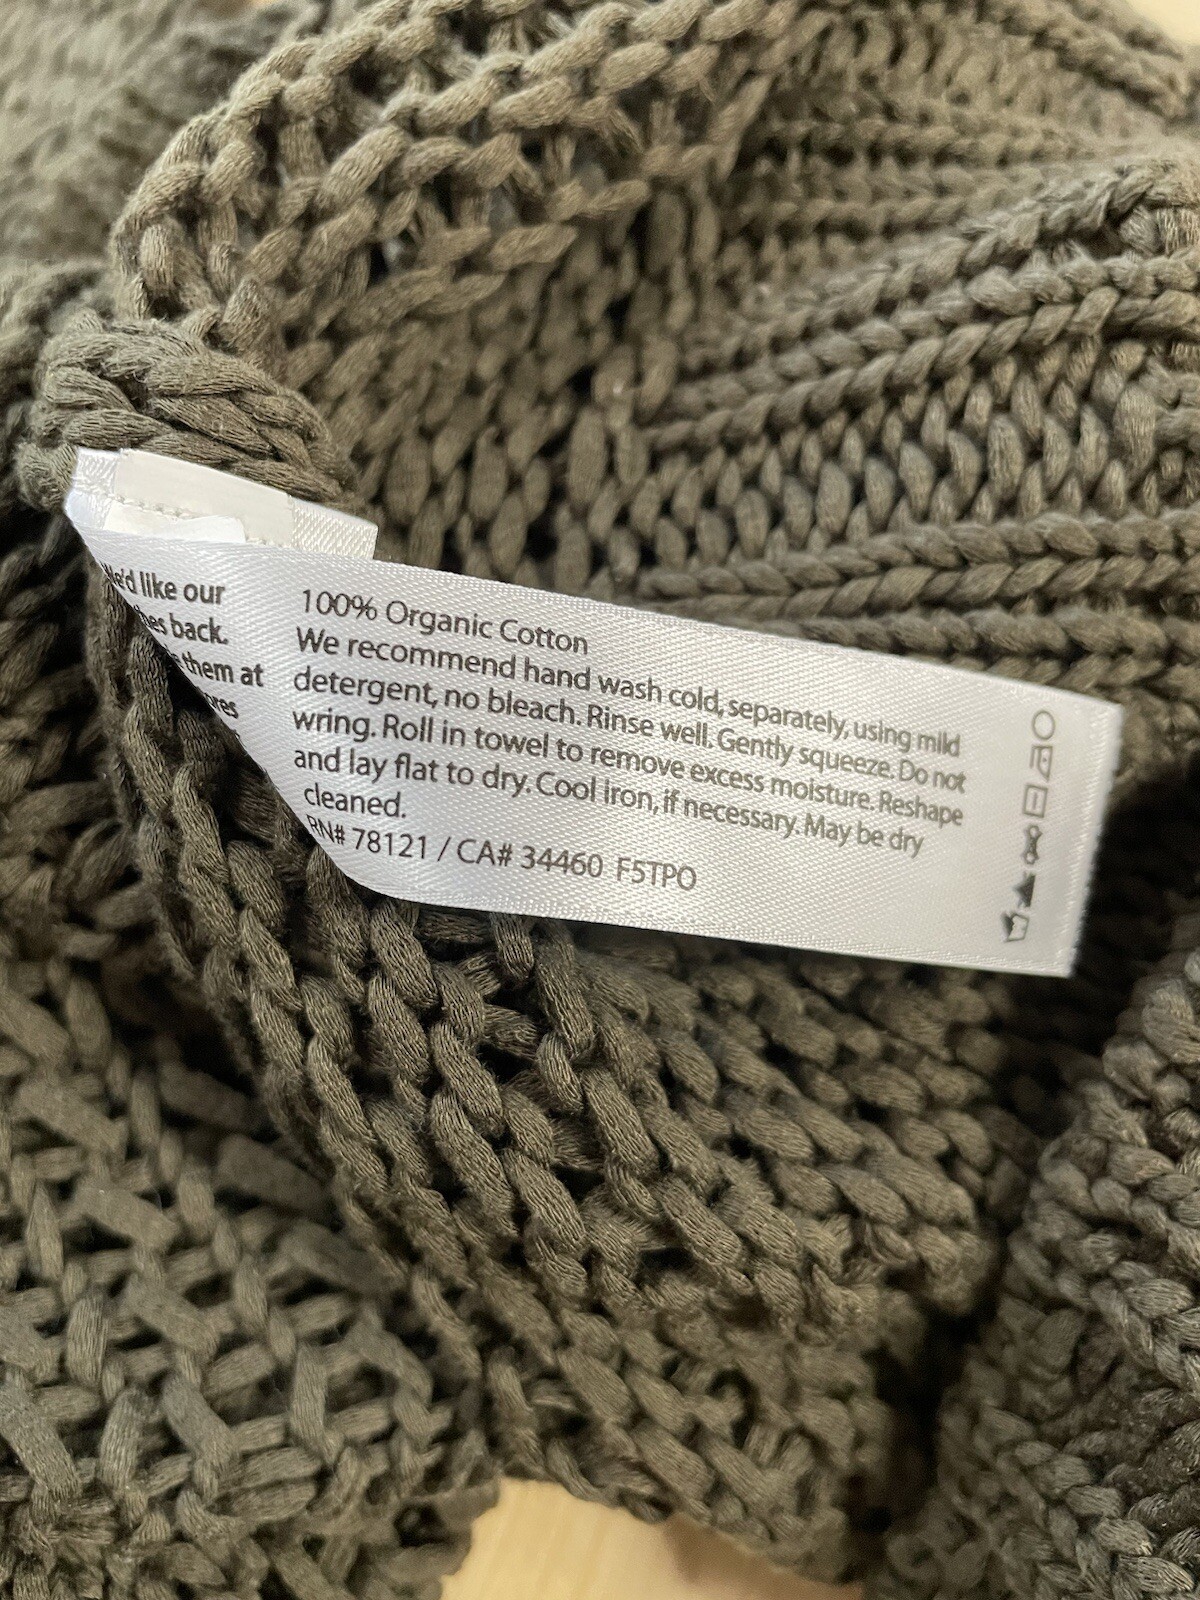 We'd like our
back.
them at
100% Organic Cotton
We recommend hand wash cold, separately, using mild
detergent, no bleach. Rinse well. Gently squeeze. Do not
wring. Roll in towel to remove excess moisture. Reshape
and lay flat to dry. Cool iron, if necessary. May be dry
cleaned.
RN# 78121 / CA# 34460 F5TPO